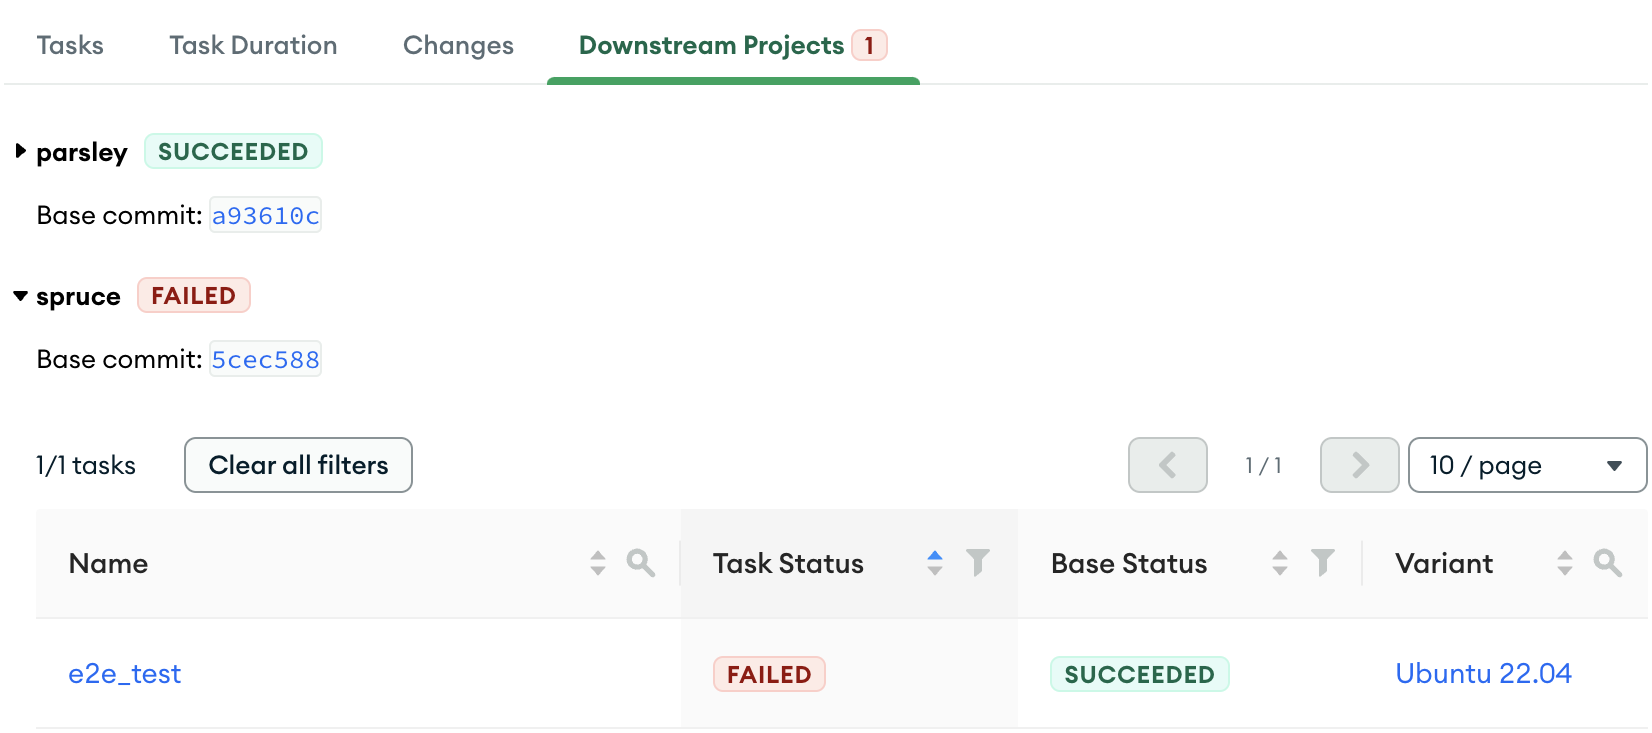 Tasks Task Duration Changes Downstream Projects 1
parsley SUCCEEDED
Base commit: a93610c
spruce FAILED
Base commit: 5cec588
1/1 tasks Clear all filters 1 / 1 10 / page
Name Task Status Base Status Variant
e2e_test FAILED SUCCEEDED Ubuntu 22.04